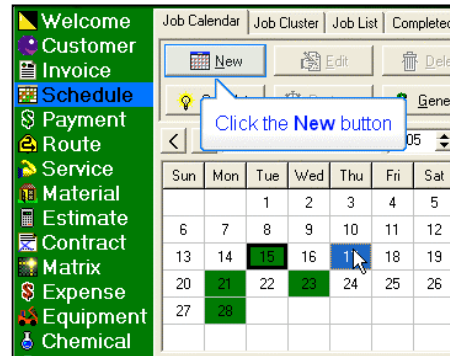 Welcome
Customer
Invoice
Schedule
Payment
Route
Service
Material
Estimate
Contract
Matrix
Expense
Equipment
Chemical
Job Calendar Job Cluster Job List Completed
New Edit Dele
Click the New button
Gene
05
Sun Mon Tue Wed Thu Fri Sat
1 2 3 4 5
6 7 8 9 10 11 12
13 14 15 16 18 19
20 21 22 23 24 25 26
27 28